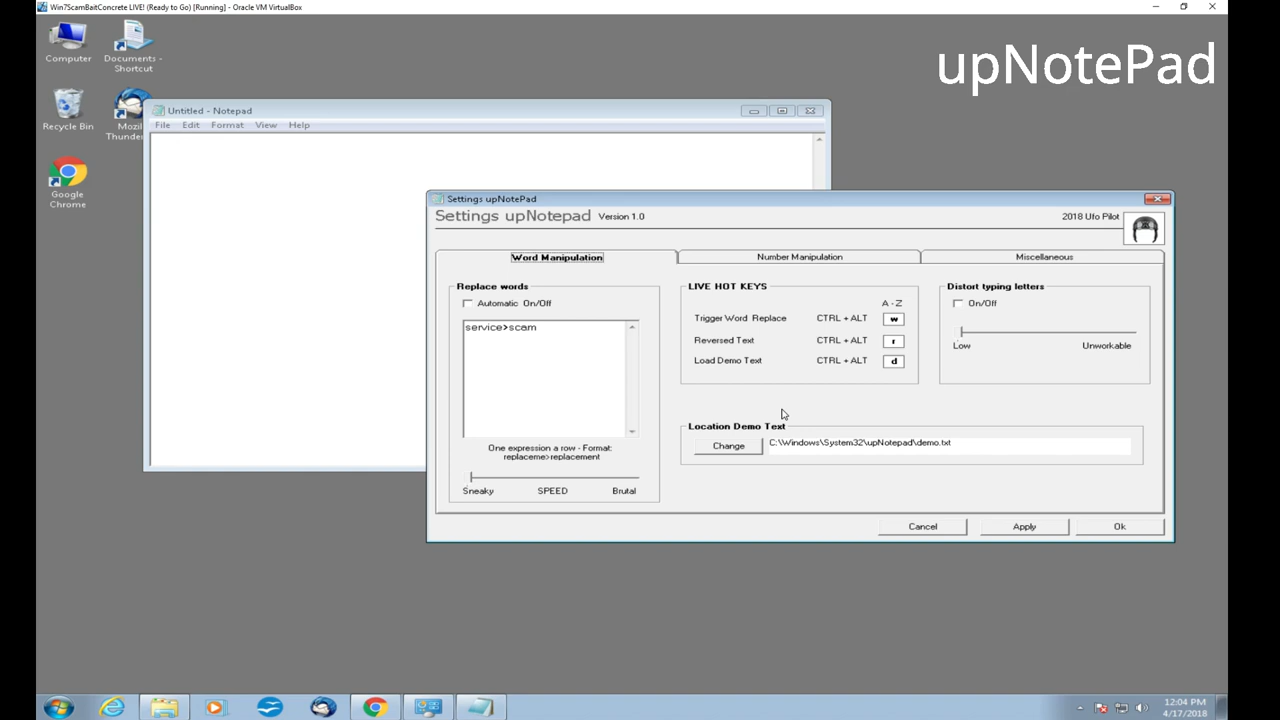 Win7ScamBaitConcrete LIVE! (Ready to Go) [Running] - Oracle VM VirtualBox
upNotePad
Computer
Documents - Shortcut
Recycle Bin
Mozil
Thunder
Google Chrome
Untitled - Notepad
File Edit Format View Help
Settings upNotePad
Settings upNotepad Version 1.0
2018 Ufo Pilot
Word Manipulation
Number Manipulation
Miscellaneous
Replace words
Automatic On/Off
service>scam
One expression a row - Format:
replaceme>replacement
Sneaky SPEED Brutal
LIVE HOT KEYS
A - Z
Trigger Word Replace CTRL + ALT w
Reversed Text CTRL + ALT r
Load Demo Text CTRL + ALT d
Distort typing letters
On/Off
Low Unworkable
Location Demo Text
Change C:\Windows\System32\upNotepad\demo.txt
Cancel Apply Ok
12:04 PM
4/17/2018